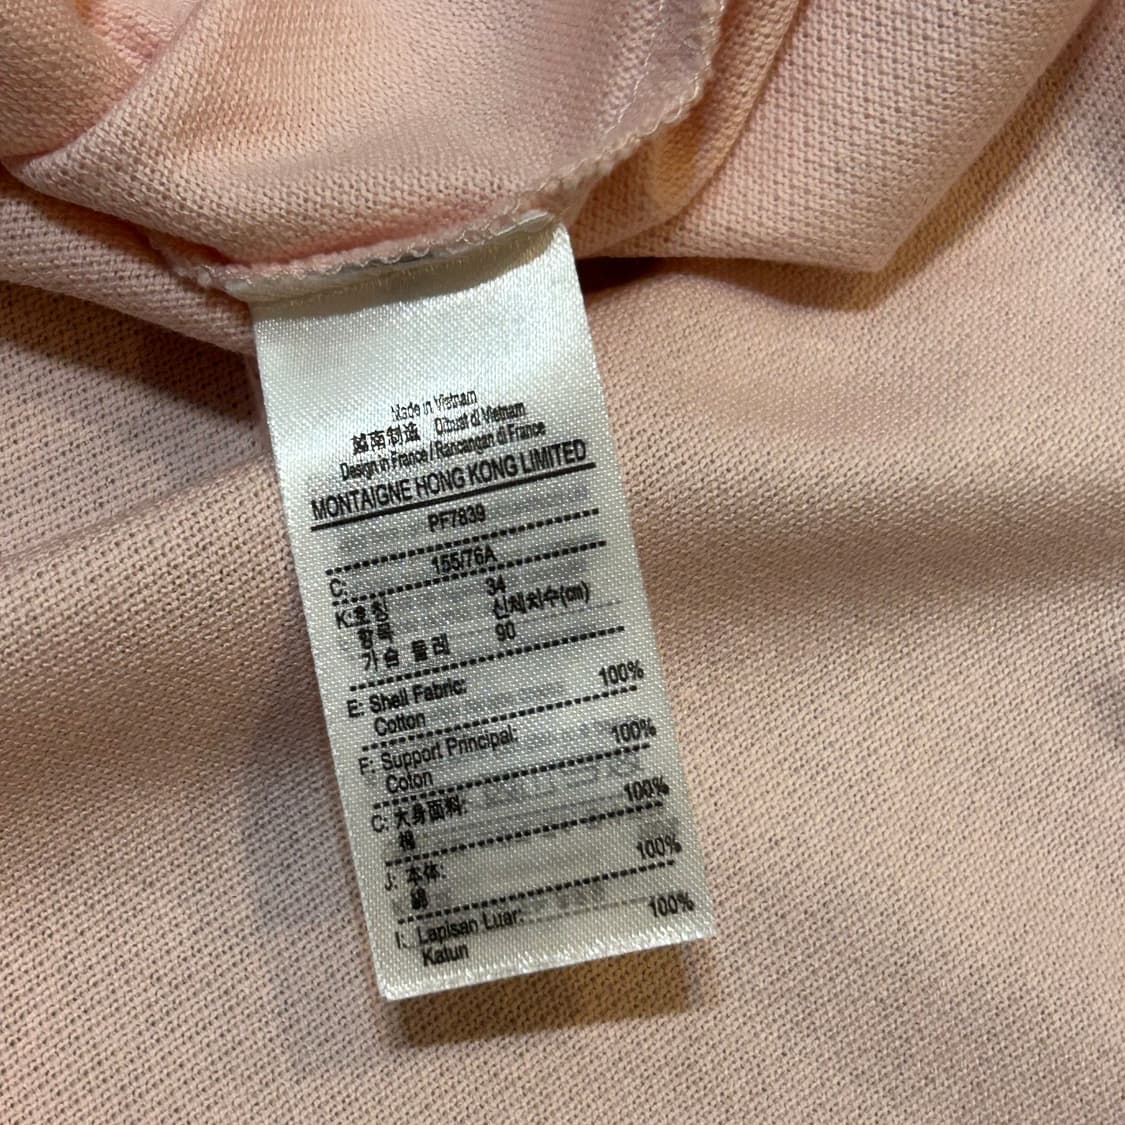 Made in Vietnam
越南制造 Dibuat di Vietnam
Design in France / Rancangan di France
MONTAIGNE HONG KONG LIMITED
PF7839
C: 155/76A
K: 호칭 34
항목 신체치수(cm)
가슴 둘레 90
E: Shell Fabric:
Cotton 100%
F: Support Principal:
Coton 100%
C: 大身面料:
棉 100%
J: 本体:
綿 100%
I: Lapisan Luar:
Katun 100%